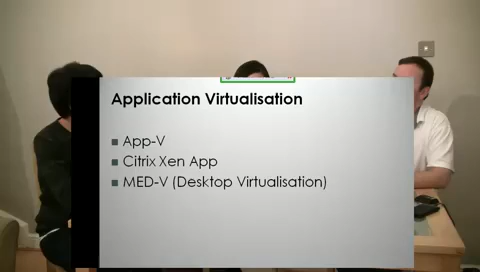 Application Virtualisation
App-V
Citrix Xen App
MED-V (Desktop Virtualisation)